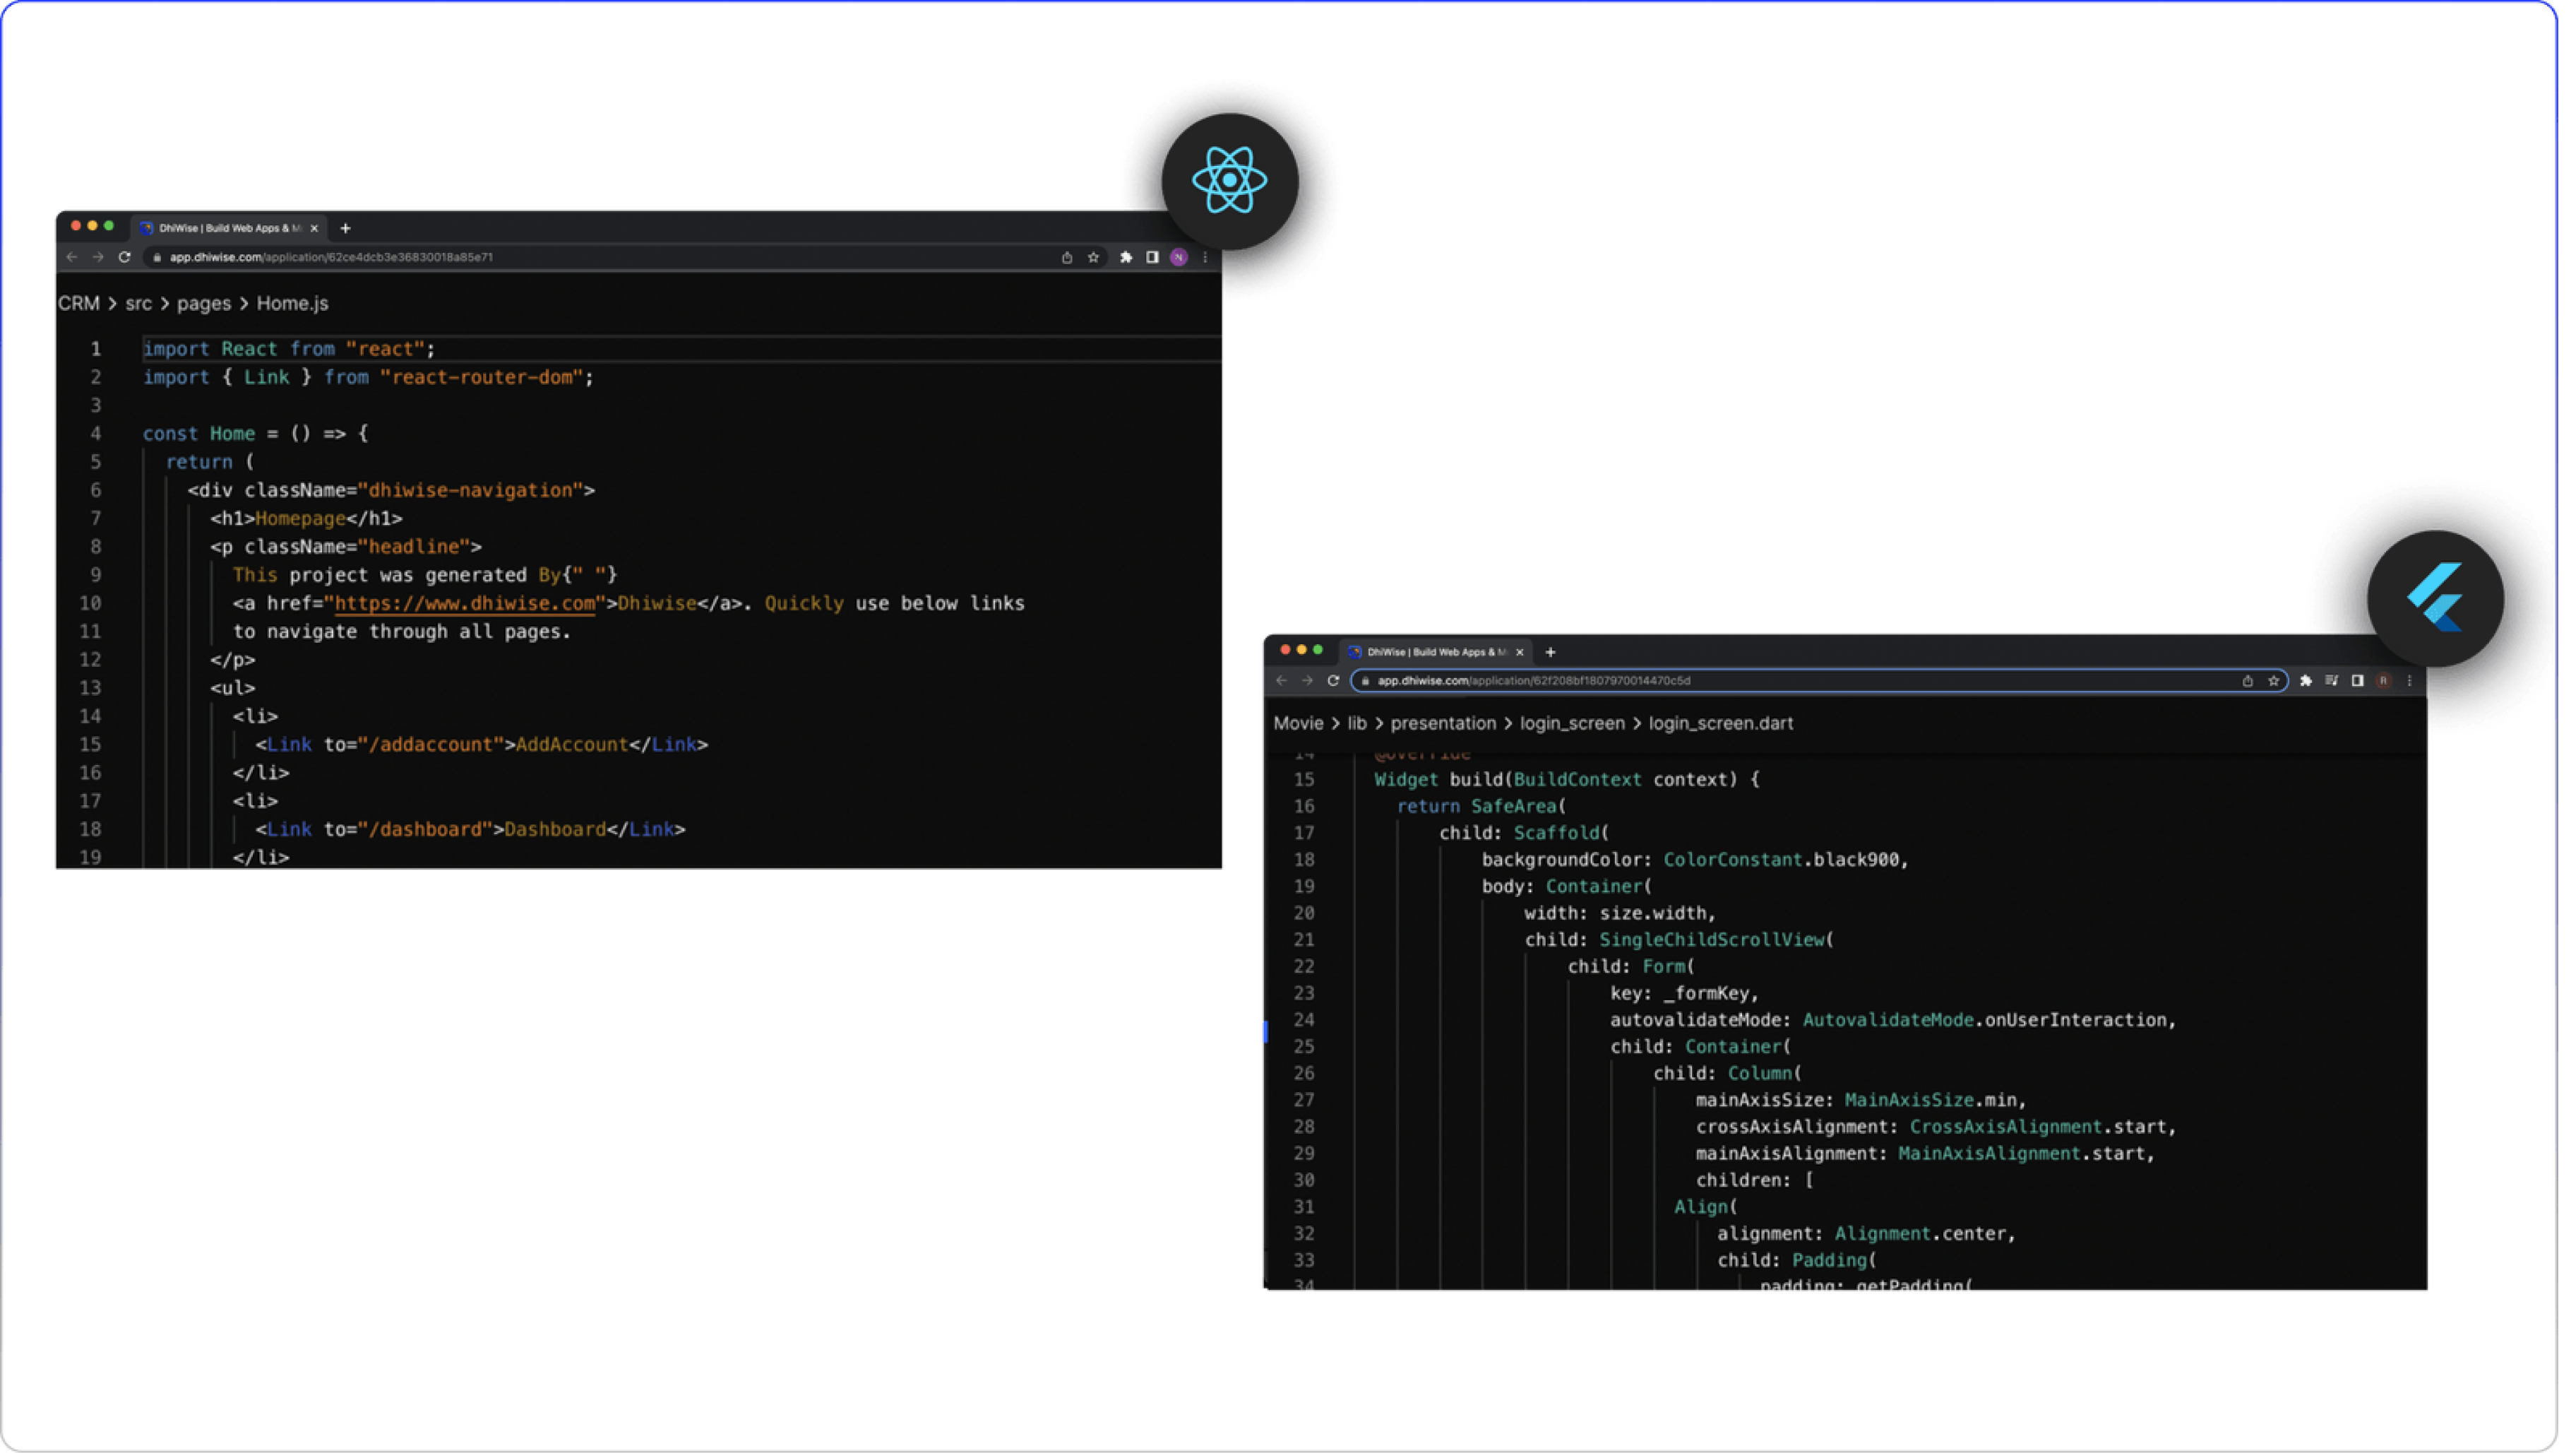 DhiWise | Build Web Apps & M
app.dhiwise.com/application/62ce4dcb3e36830018a85e71
N
CRM > src > pages > Home.js
1 import React from "react";
2 import { Link } from "react-router-dom";
3
4 const Home = () => {
5 return (
6 <div className="dhiwise-navigation">
7 <h1>Homepage</h1>
8 <p className="headline">
9 This project was generated By{" "}
10 <a href="https://www.dhiwise.com">Dhiwise</a>. Quickly use below links
11 to navigate through all pages.
12 </p>
13 <ul>
14 <li>
15 <Link to="/addaccount">AddAccount</Link>
16 </li>
17 <li>
18 <Link to="/dashboard">Dashboard</Link>
19 </li>
DhiWise | Build Web Apps & M
app.dhiwise.com/application/62f208bf1807970014470c5d
R
Movie > lib > presentation > login_screen > login_screen.dart
14 @override
15 Widget build(BuildContext context) {
16 return SafeArea(
17 child: Scaffold(
18 backgroundColor: ColorConstant.black900,
19 body: Container(
20 width: size.width,
21 child: SingleChildScrollView(
22 child: Form(
23 key: _formKey,
24 autovalidateMode: AutovalidateMode.onUserInteraction,
25 child: Container(
26 child: Column(
27 mainAxisSize: MainAxisSize.min,
28 crossAxisAlignment: CrossAxisAlignment.start,
29 mainAxisAlignment: MainAxisAlignment.start,
30 children: [
31 Align(
32 alignment: Alignment.center,
33 child: Padding(
34 padding: getPadding(